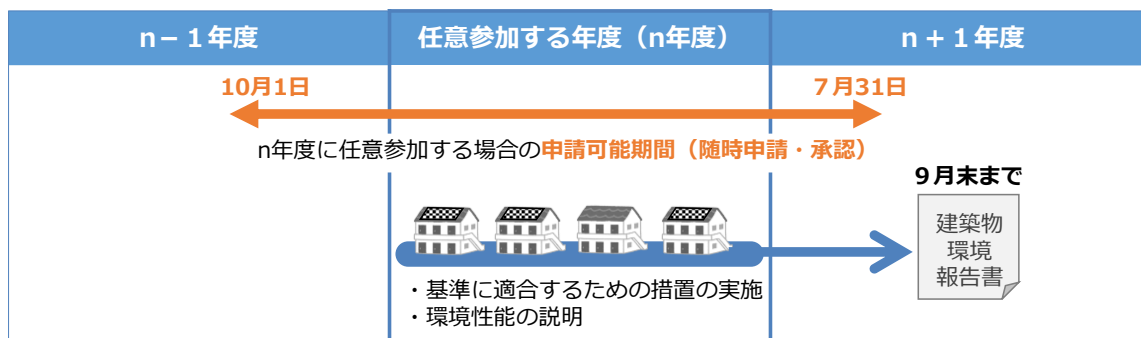 n－１年度
任意参加する年度（n年度）
n＋１年度
10月1日
７月31日
n年度に任意参加する場合の申請可能期間（随時申請・承認）
９月末まで
建築物
環境
報告書
・基準に適合するための措置の実施
・環境性能の説明